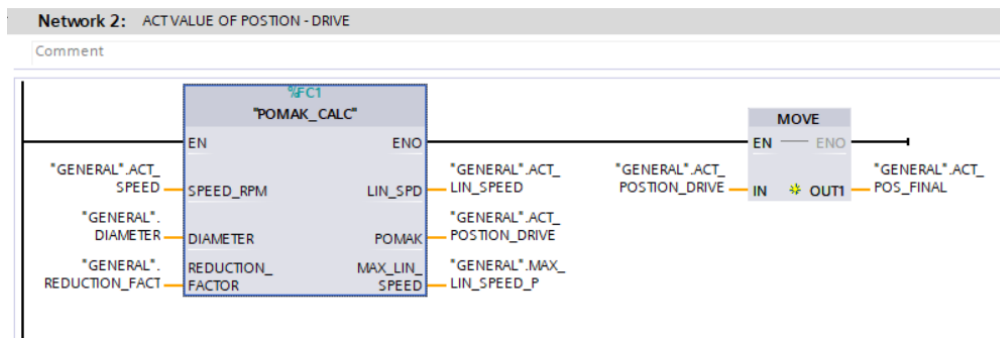 Network 2: ACT VALUE OF POSTION - DRIVE
Comment
%FC1
"POMAK_CALC"
EN
ENO
"GENERAL".ACT_
SPEED
SPEED_RPM
LIN_SPD
"GENERAL".ACT_
LIN_SPEED
"GENERAL".
DIAMETER
DIAMETER
POMAK
"GENERAL".ACT_
POSTION_DRIVE
"GENERAL".
REDUCTION_FACT
REDUCTION_
FACTOR
MAX_LIN_
SPEED
"GENERAL".MAX_
LIN_SPEED_P
MOVE
EN
ENO
"GENERAL".ACT_
POSTION_DRIVE
IN
OUT1
"GENERAL".ACT_
POS_FINAL